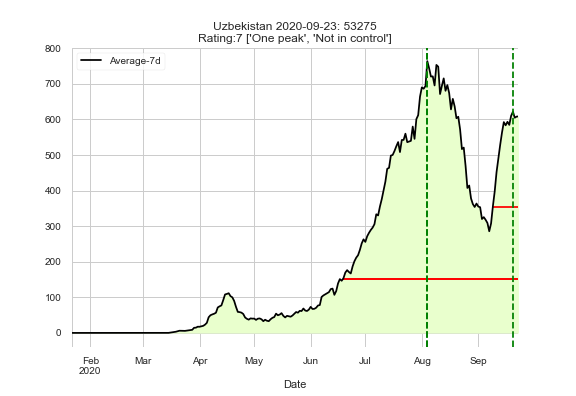 Uzbekistan 2020-09-23: 53275
Rating:7 ['One peak', 'Not in control']
Average-7d
800
700
600
500
400
300
200
100
0
Feb Mar Apr May Jun Jul Aug Sep
2020
Date